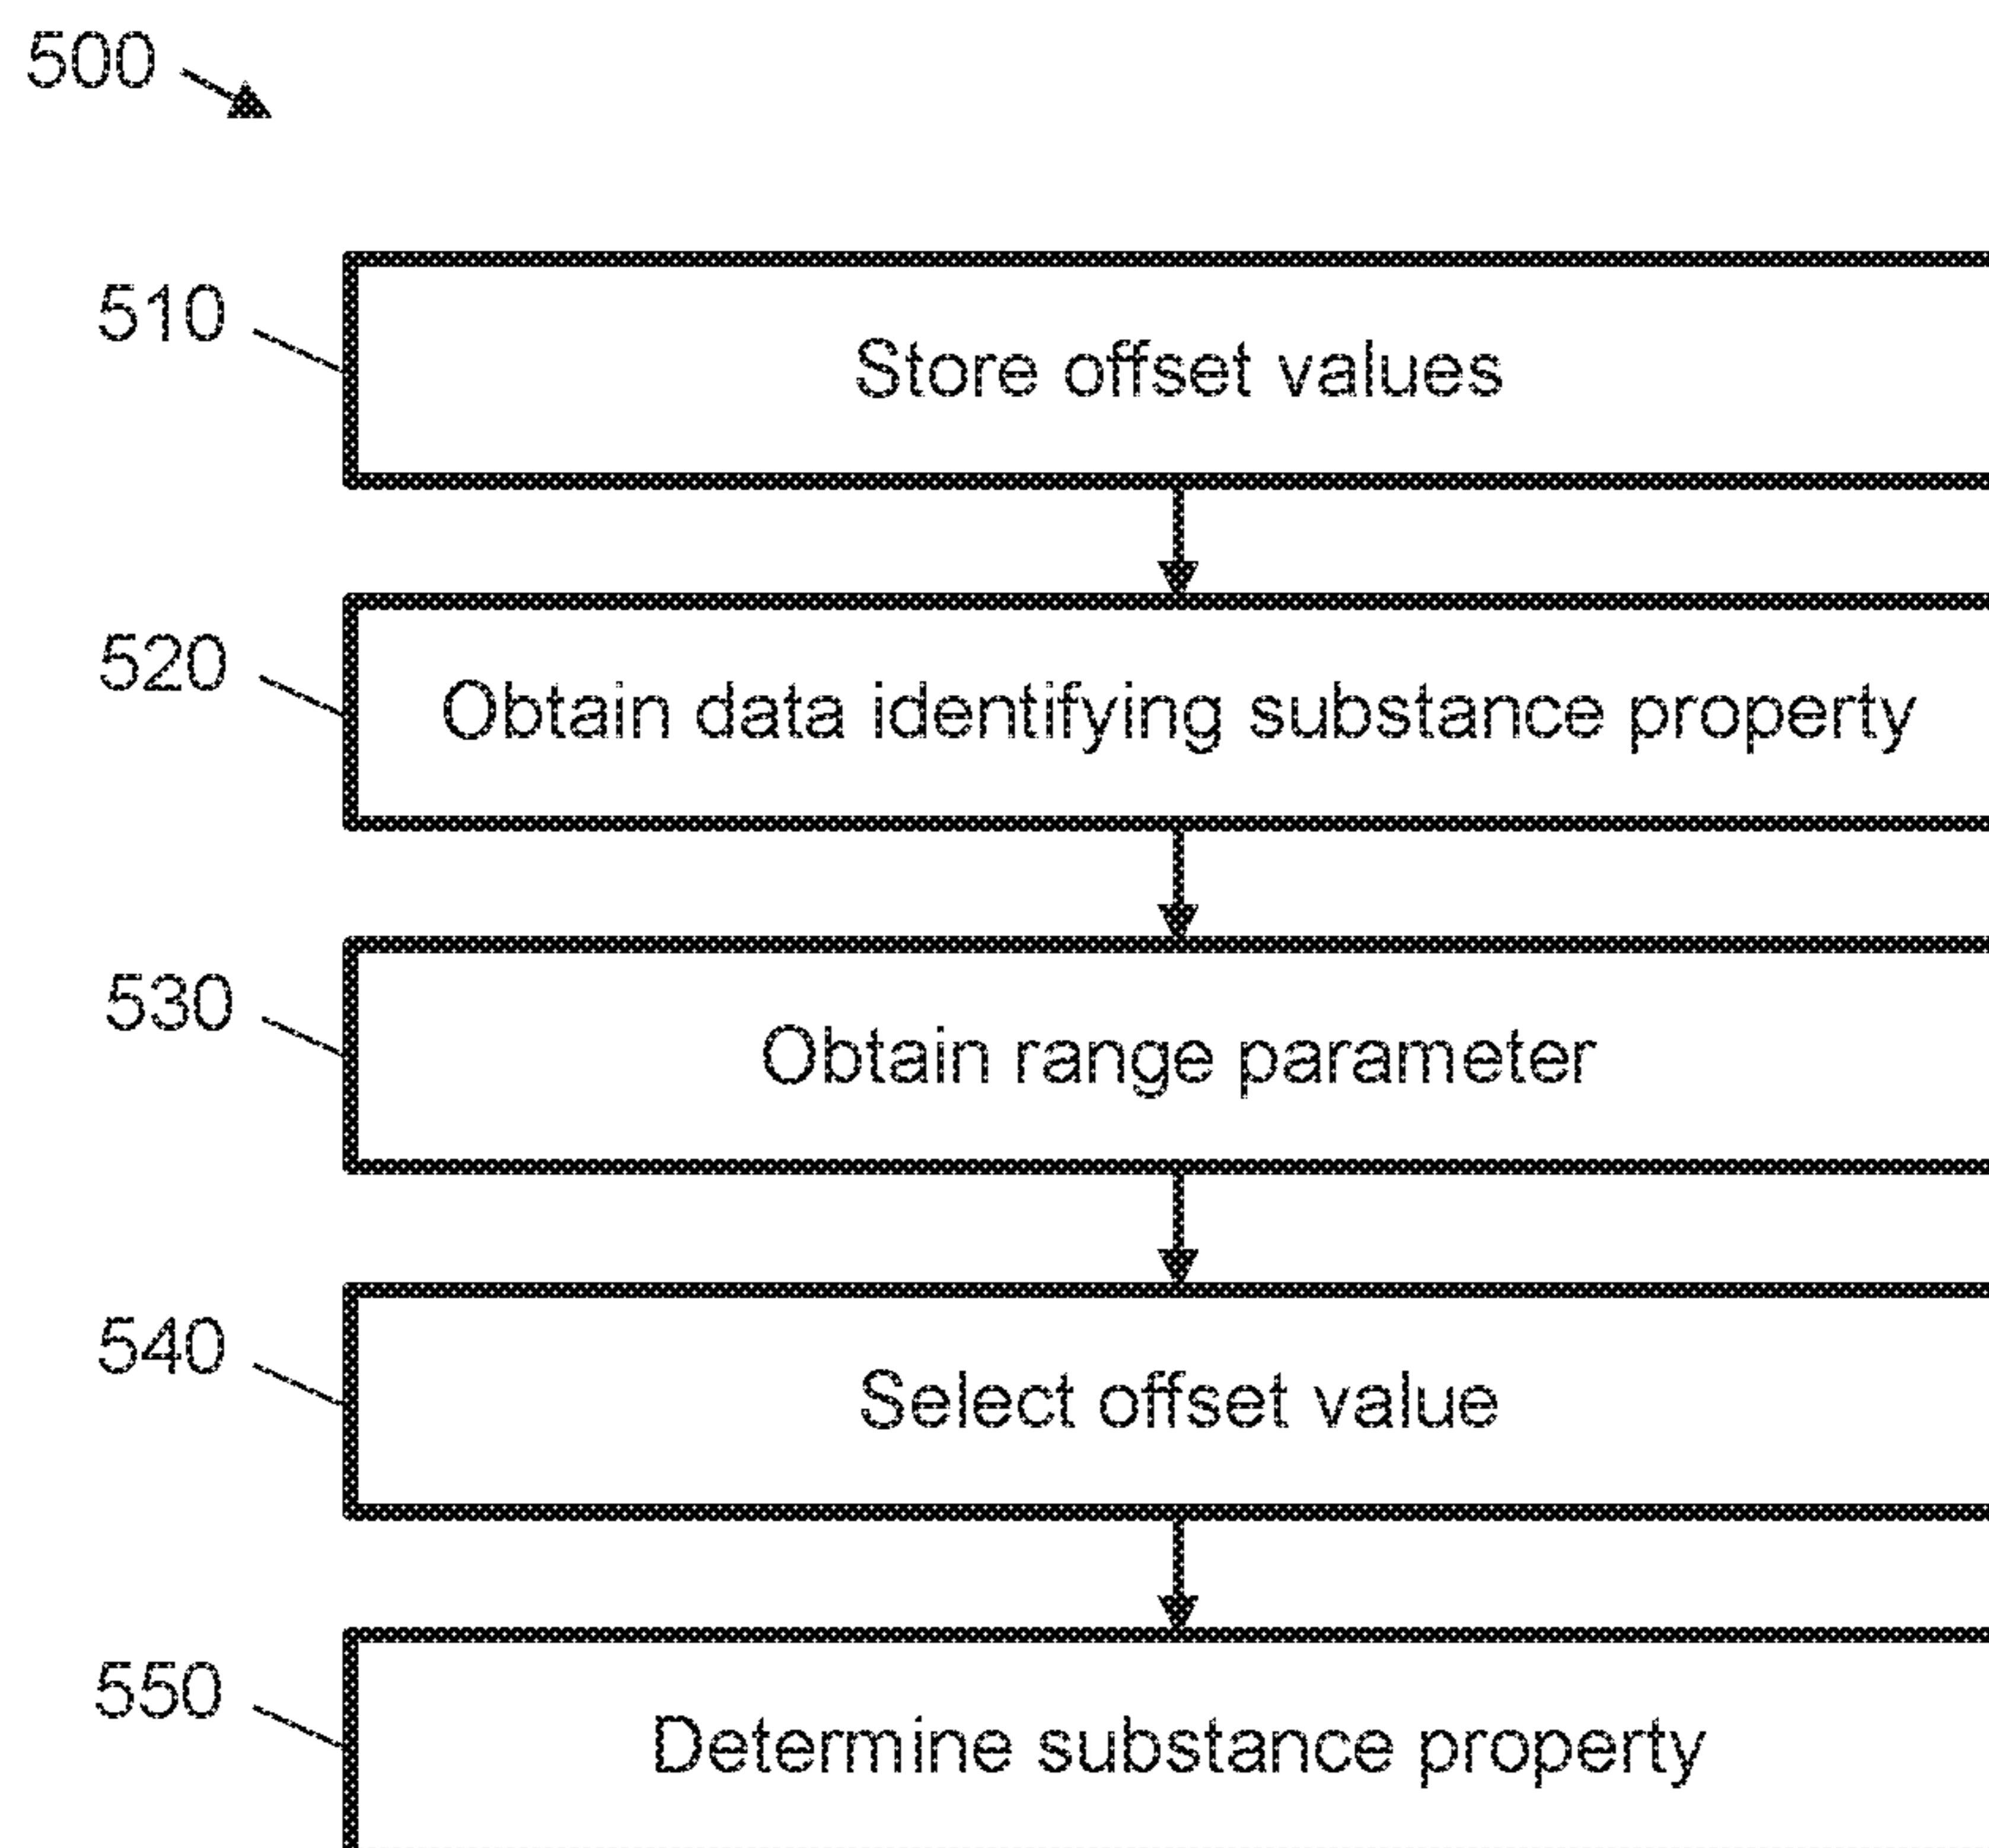 500
510
Store offset values
520
Obtain data identifying substance property
530
Obtain range parameter
540
Select offset value
550
Determine substance property